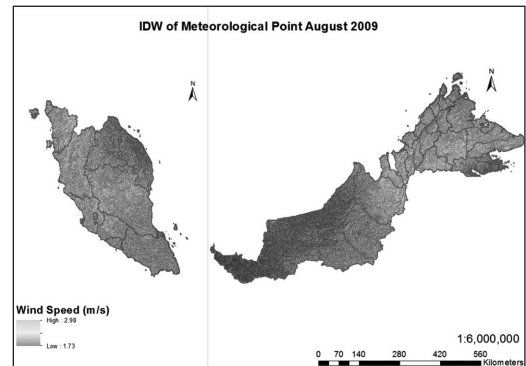 IDW of Meteorological Point August 2009
N
N
Wind Speed (m/s)
High : 2.98
Low : 1.73
1:6,000,000
0 70 140 280 420 560
Kilometers